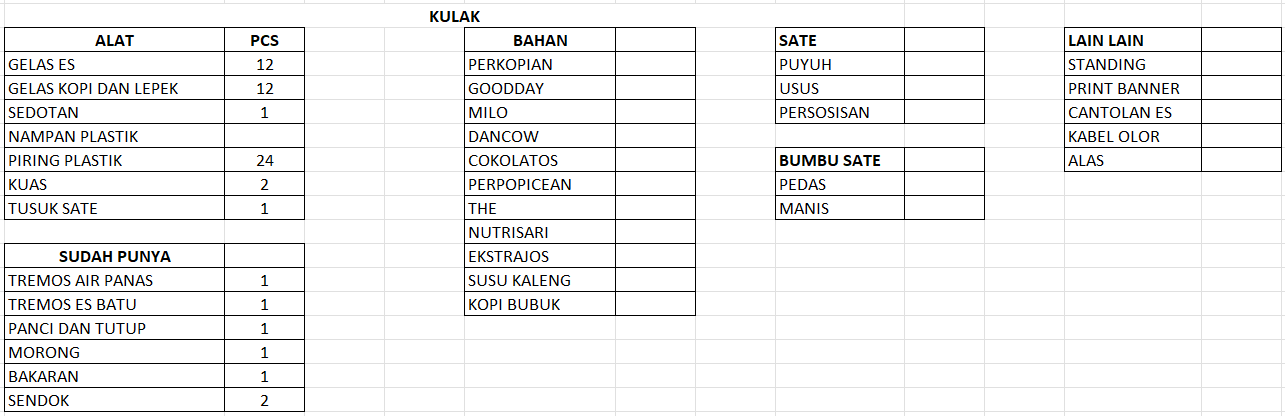 KULAK
ALAT PCS
GELAS ES 12
GELAS KOPI DAN LEPEK 12
SEDOTAN 1
NAMPAN PLASTIK
PIRING PLASTIK 24
KUAS 2
TUSUK SATE 1
SUDAH PUNYA
TREMOS AIR PANAS 1
TREMOS ES BATU 1
PANCI DAN TUTUP 1
MORONG 1
BAKARAN 1
SENDOK 2
BAHAN
PERKOPIAN
GOODDAY
MILO
DANCOW
COKOLATOS
PERPOPICEAN
THE
NUTRISARI
EKSTRAJOS
SUSU KALENG
KOPI BUBUK
SATE
PUYUH
USUS
PERSOSISAN
BUMBU SATE
PEDAS
MANIS
LAIN LAIN
STANDING
PRINT BANNER
CANTOLAN ES
KABEL OLOR
ALAS